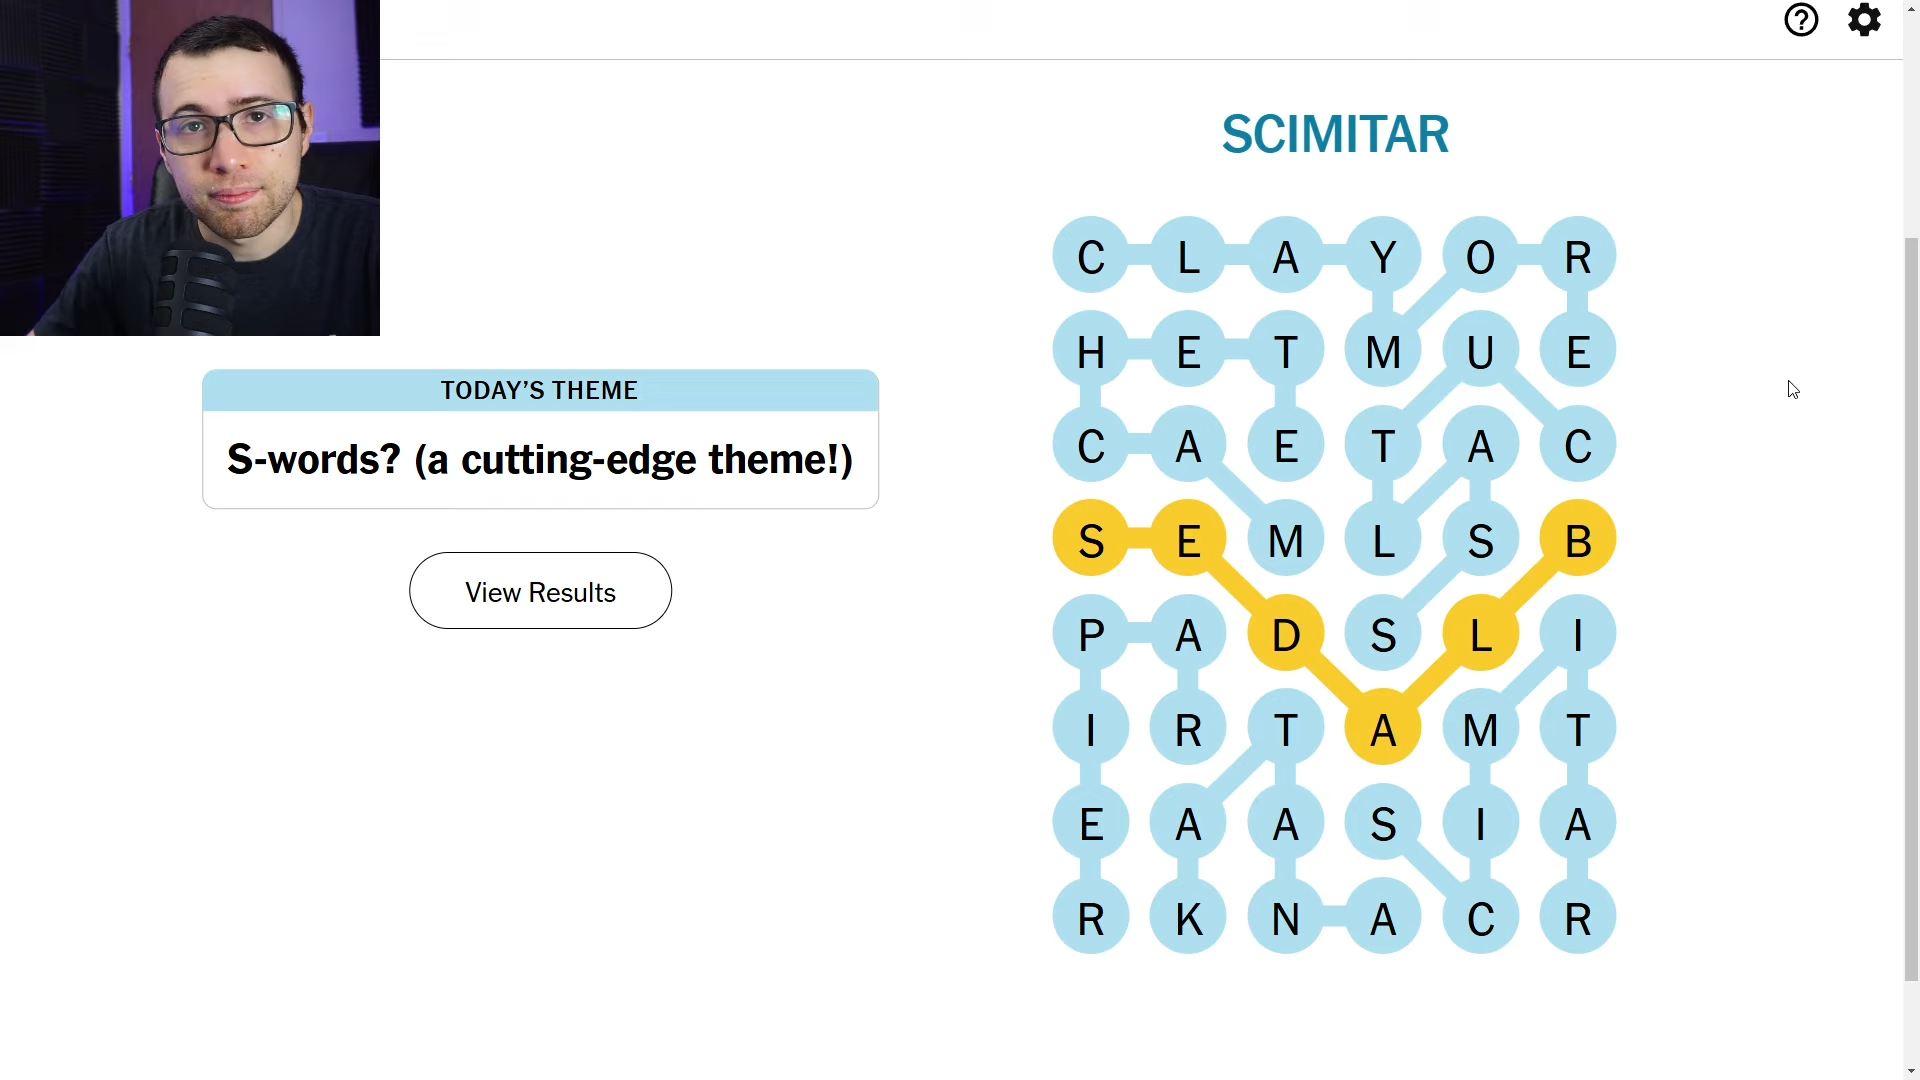 SCIMITAR
TODAY'S THEME
S-words? (a cutting-edge theme!)
View Results
C L A Y O R
H E T M U E
C A E T A C
S E M L S B
P A D S L I
I R T A M T
E A A S I A
R K N A C R